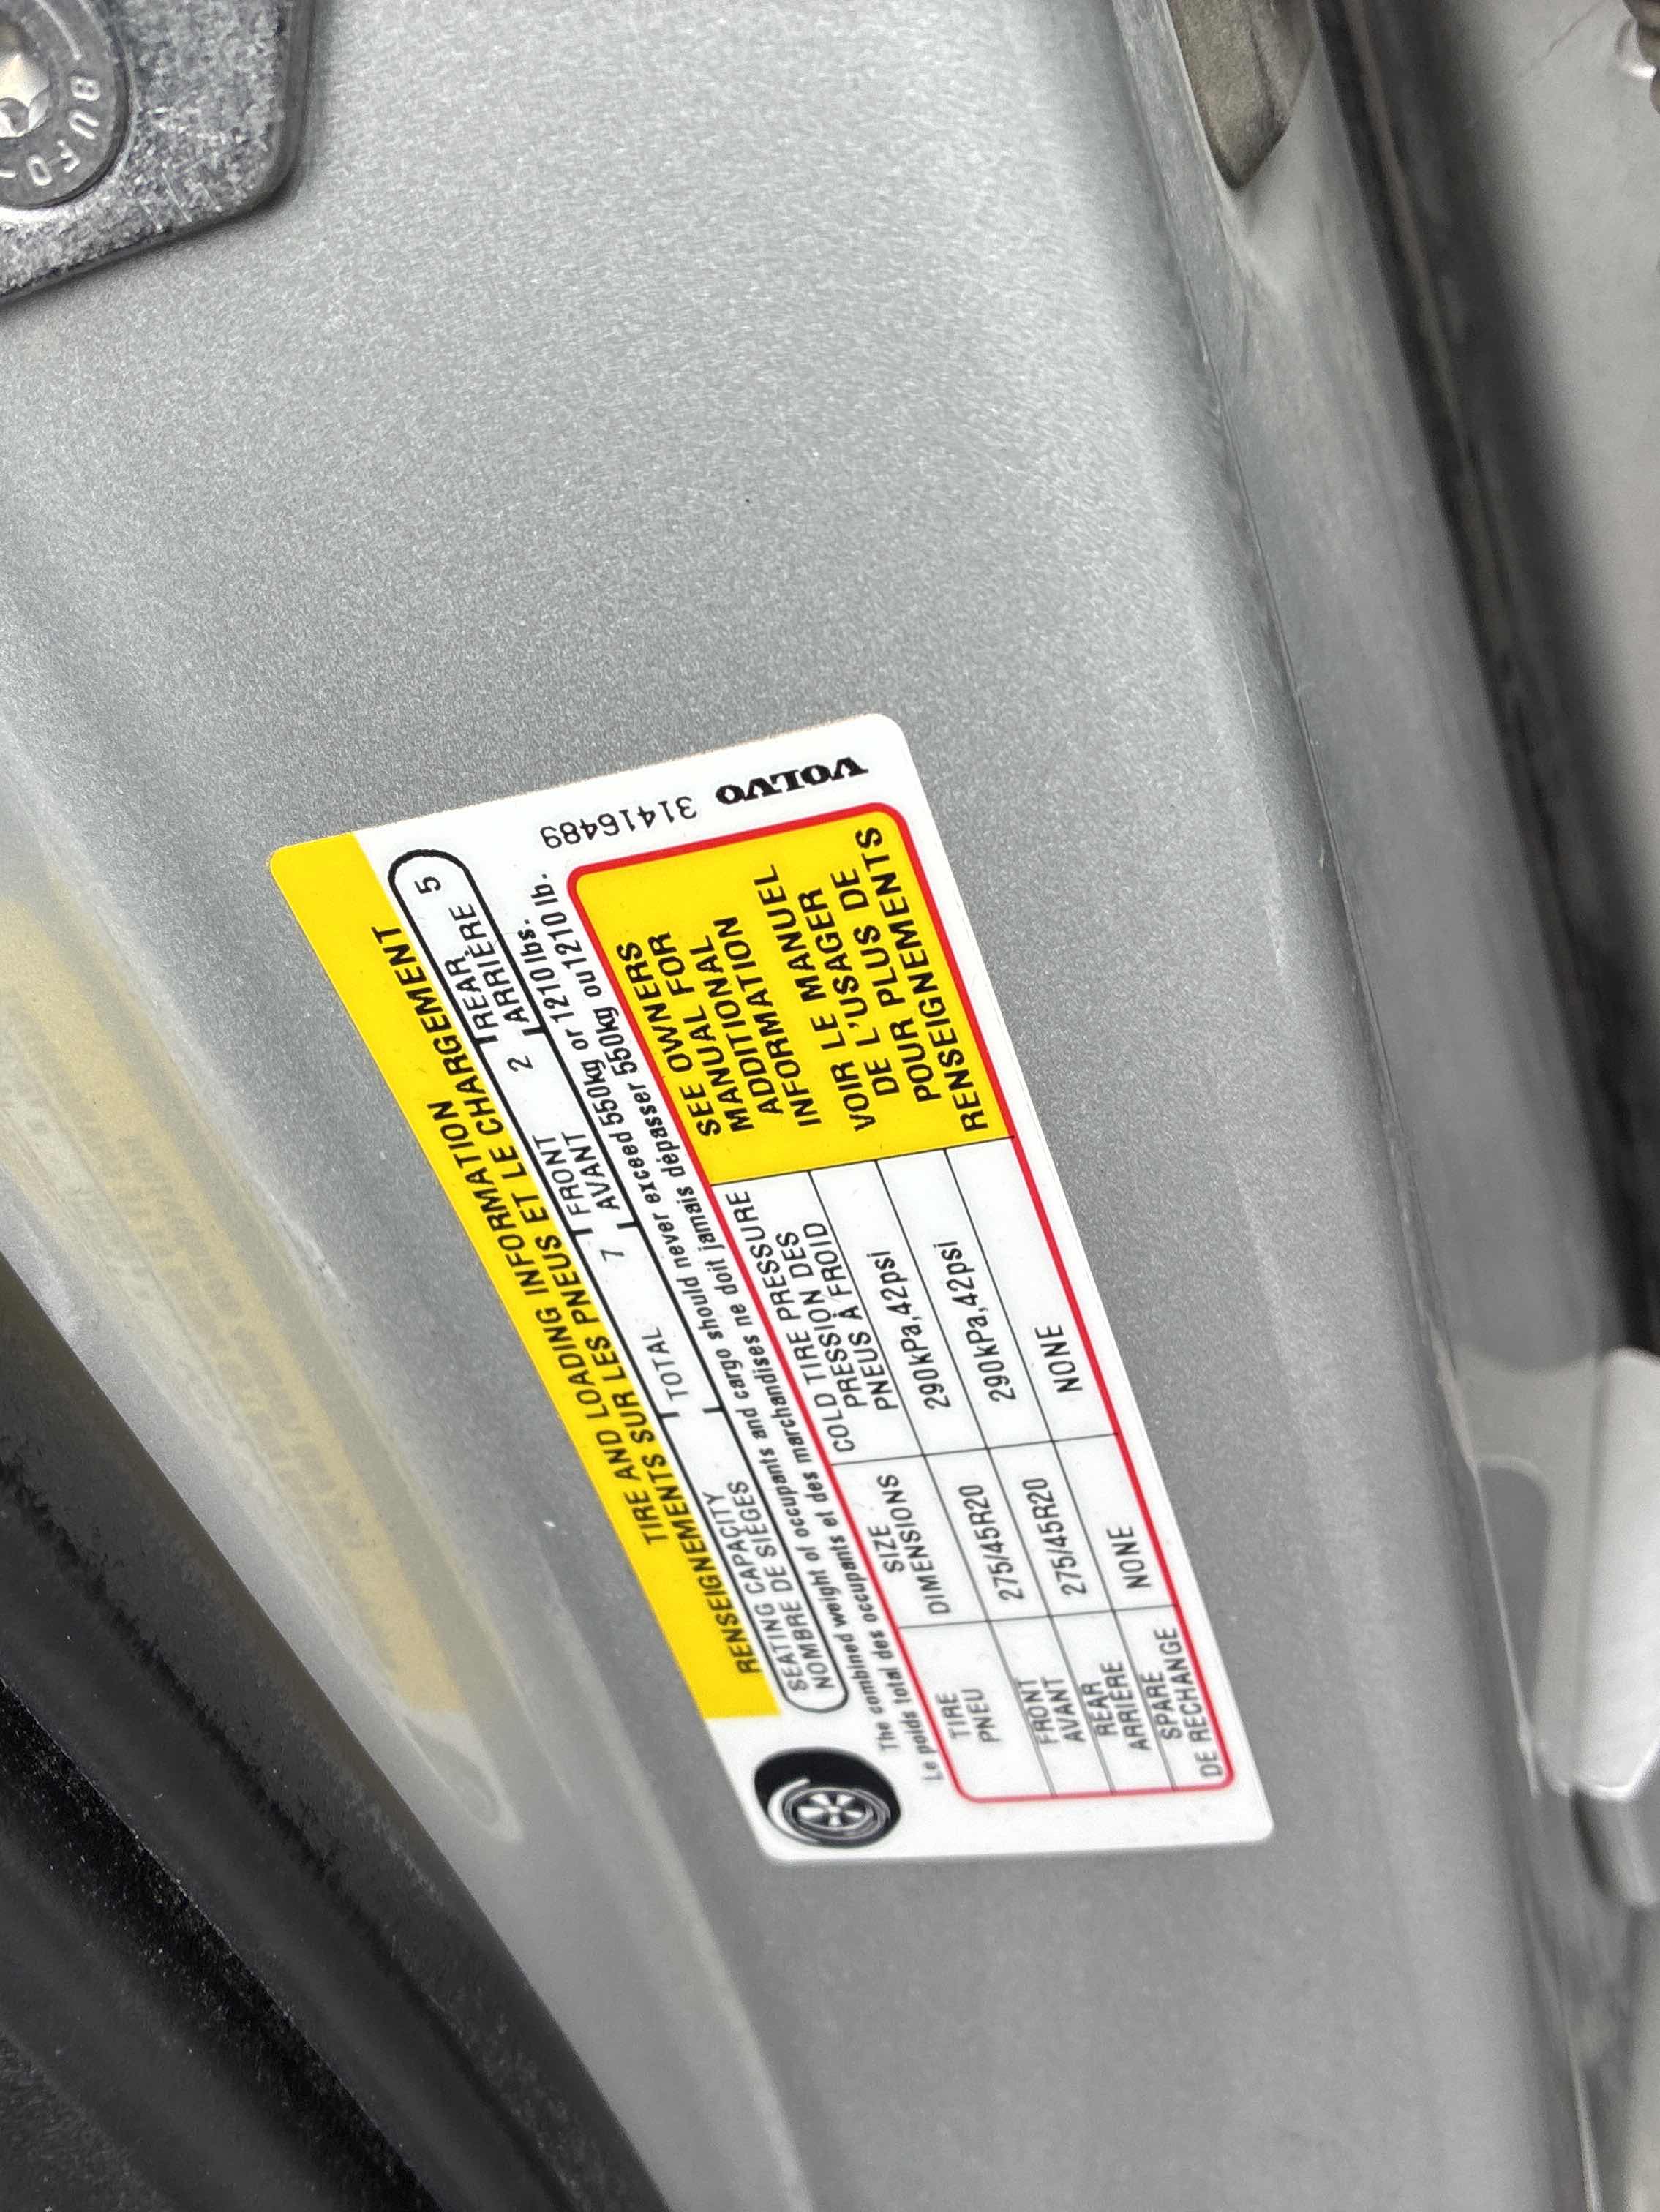 TIRE AND LOADING INFORMATION
RENSEIGNEMENTS SUR LES PNEUS ET LE CHARGEMENT
SEATING CAPACITY TOTAL 7 FRONT 2 REAR 5
NOMBRE DE SIÈGES AVANT ARRIÈRE
The combined weight of occupants and cargo should never exceed 550kg or 1210 lbs.
Le poids total des occupants et des marchandises ne doit jamais dépasser 550kg ou 1210 lb.
TIRE
PNEU
SIZE
DIMENSIONS
COLD TIRE PRESSURE
PRESSION DES
PNEUS À FROID
FRONT
AVANT
275/45R20
290kPa,42psi
REAR
ARRIÈRE
275/45R20
290kPa,42psi
SPARE
DE RECHANGE
NONE
NONE
SEE OWNERS
MANUAL FOR
ADDITIONAL
INFORMATION
VOIR LE MANUEL
DE L'USAGER
POUR PLUS DE
RENSEIGNEMENTS
31416489
VOLVO
BUFO